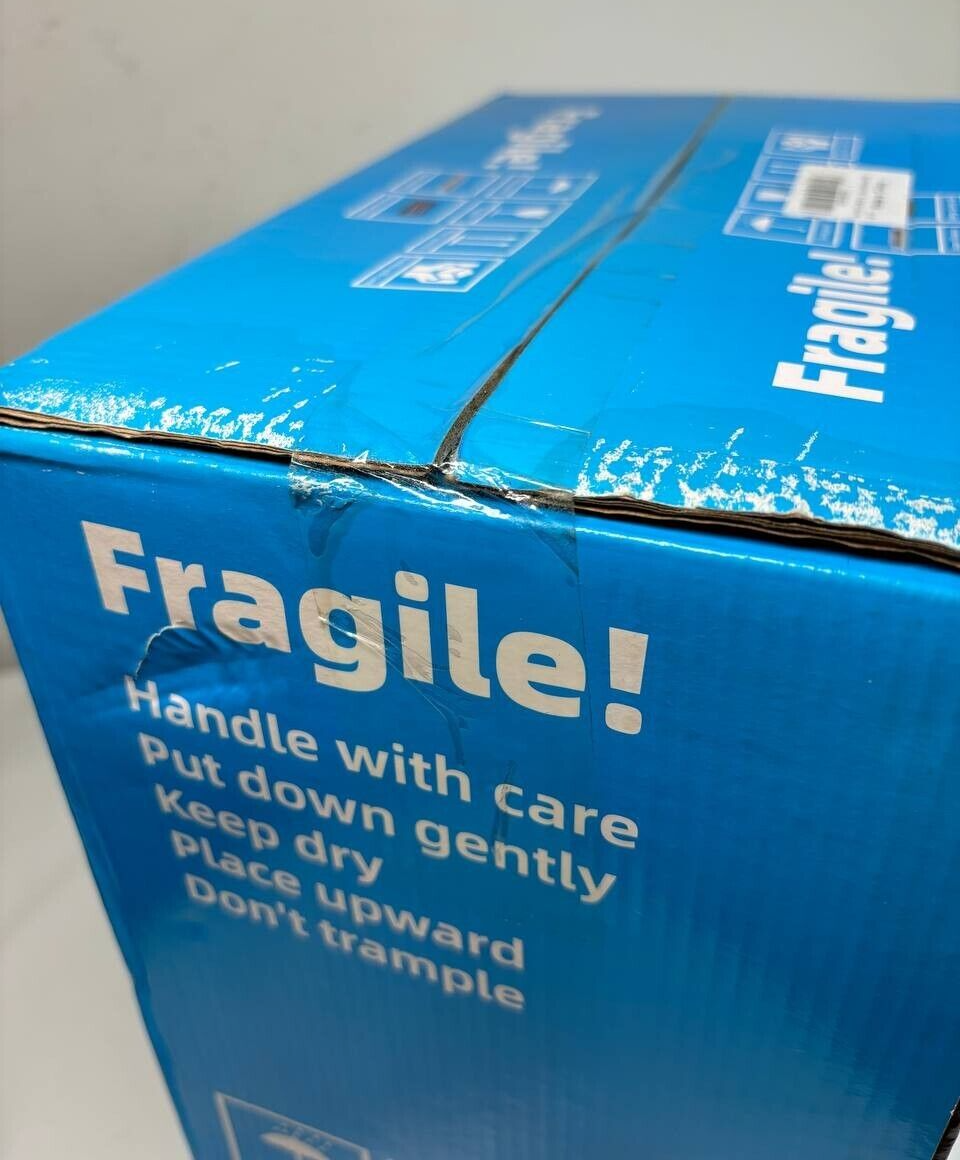 Fragile!
Fragile!
Fragile!
Handle with care
Put down gently
Keep dry
Place upward
Don't trample